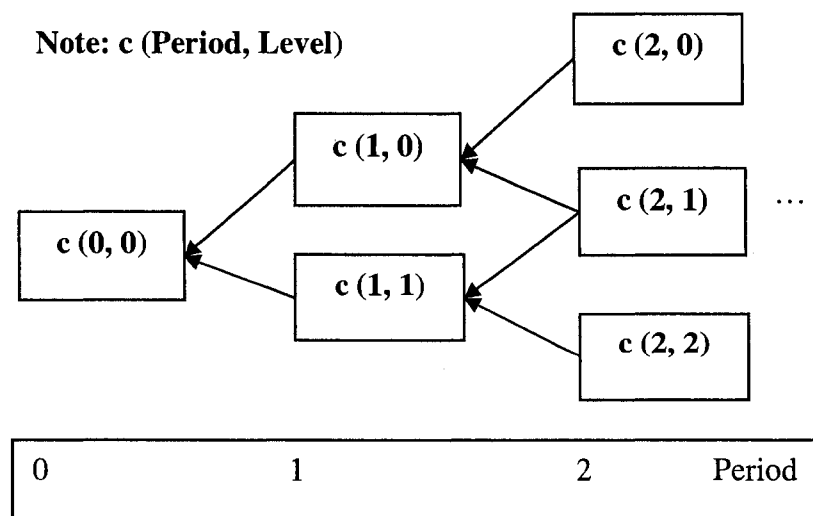 Note: c (Period, Level)
c (2, 0)
c (1, 0)
c (2, 1)
...
c (0, 0)
c (1, 1)
c (2, 2)
0 1 2 Period